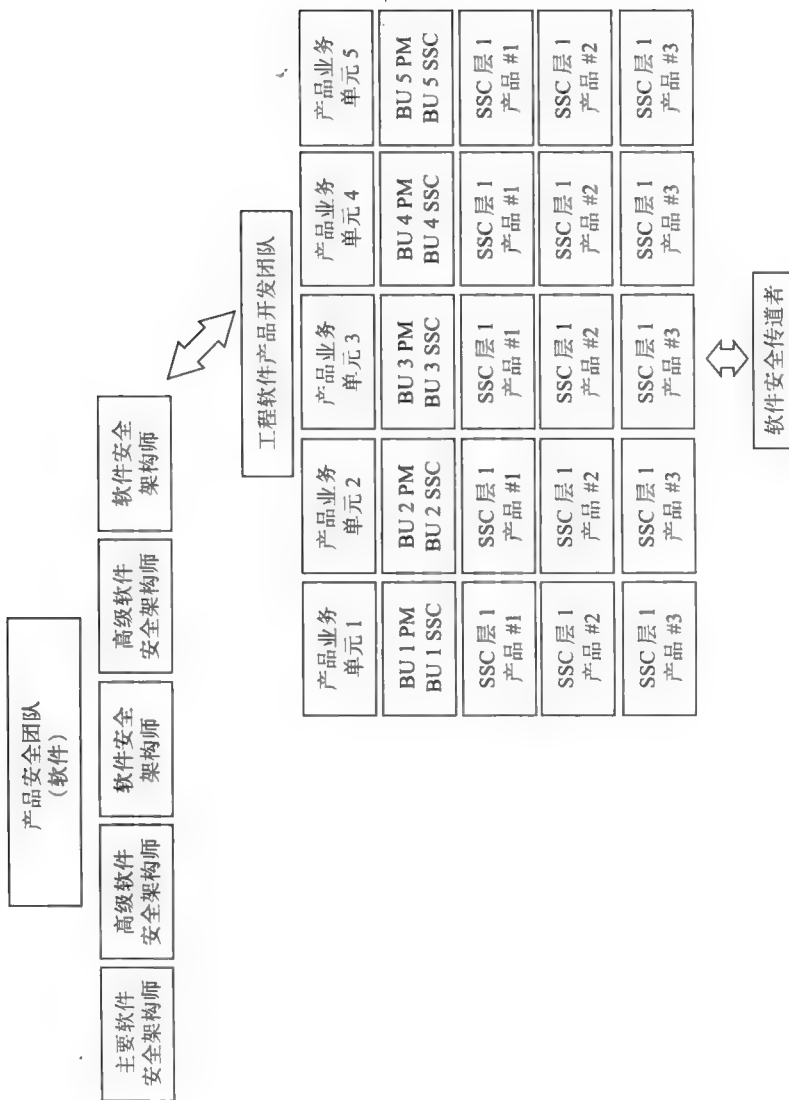 产品安全团队
（软件）
主要软件
安全架构师
高级软件
安全架构师
软件安全
架构师
高级软件
安全架构师
软件安全
架构师
工程软件产品开发团队
产品业务
单元 1
产品业务
单元 2
产品业务
单元 3
产品业务
单元 4
产品业务
单元 5
BU 1 PM
BU 1 SSC
BU 2 PM
BU 2 SSC
BU 3 PM
BU 3 SSC
BU 4 PM
BU 4 SSC
BU 5 PM
BU 5 SSC
SSC 层 1
产品 #1
SSC 层 1
产品 #1
SSC 层 1
产品 #1
SSC 层 1
产品 #1
SSC 层 1
产品 #1
SSC 层 1
产品 #2
SSC 层 1
产品 #2
SSC 层 1
产品 #2
SSC 层 1
产品 #2
SSC 层 1
产品 #2
SSC 层 1
产品 #3
SSC 层 1
产品 #3
SSC 层 1
产品 #3
SSC 层 1
产品 #3
SSC 层 1
产品 #3
软件安全传道者